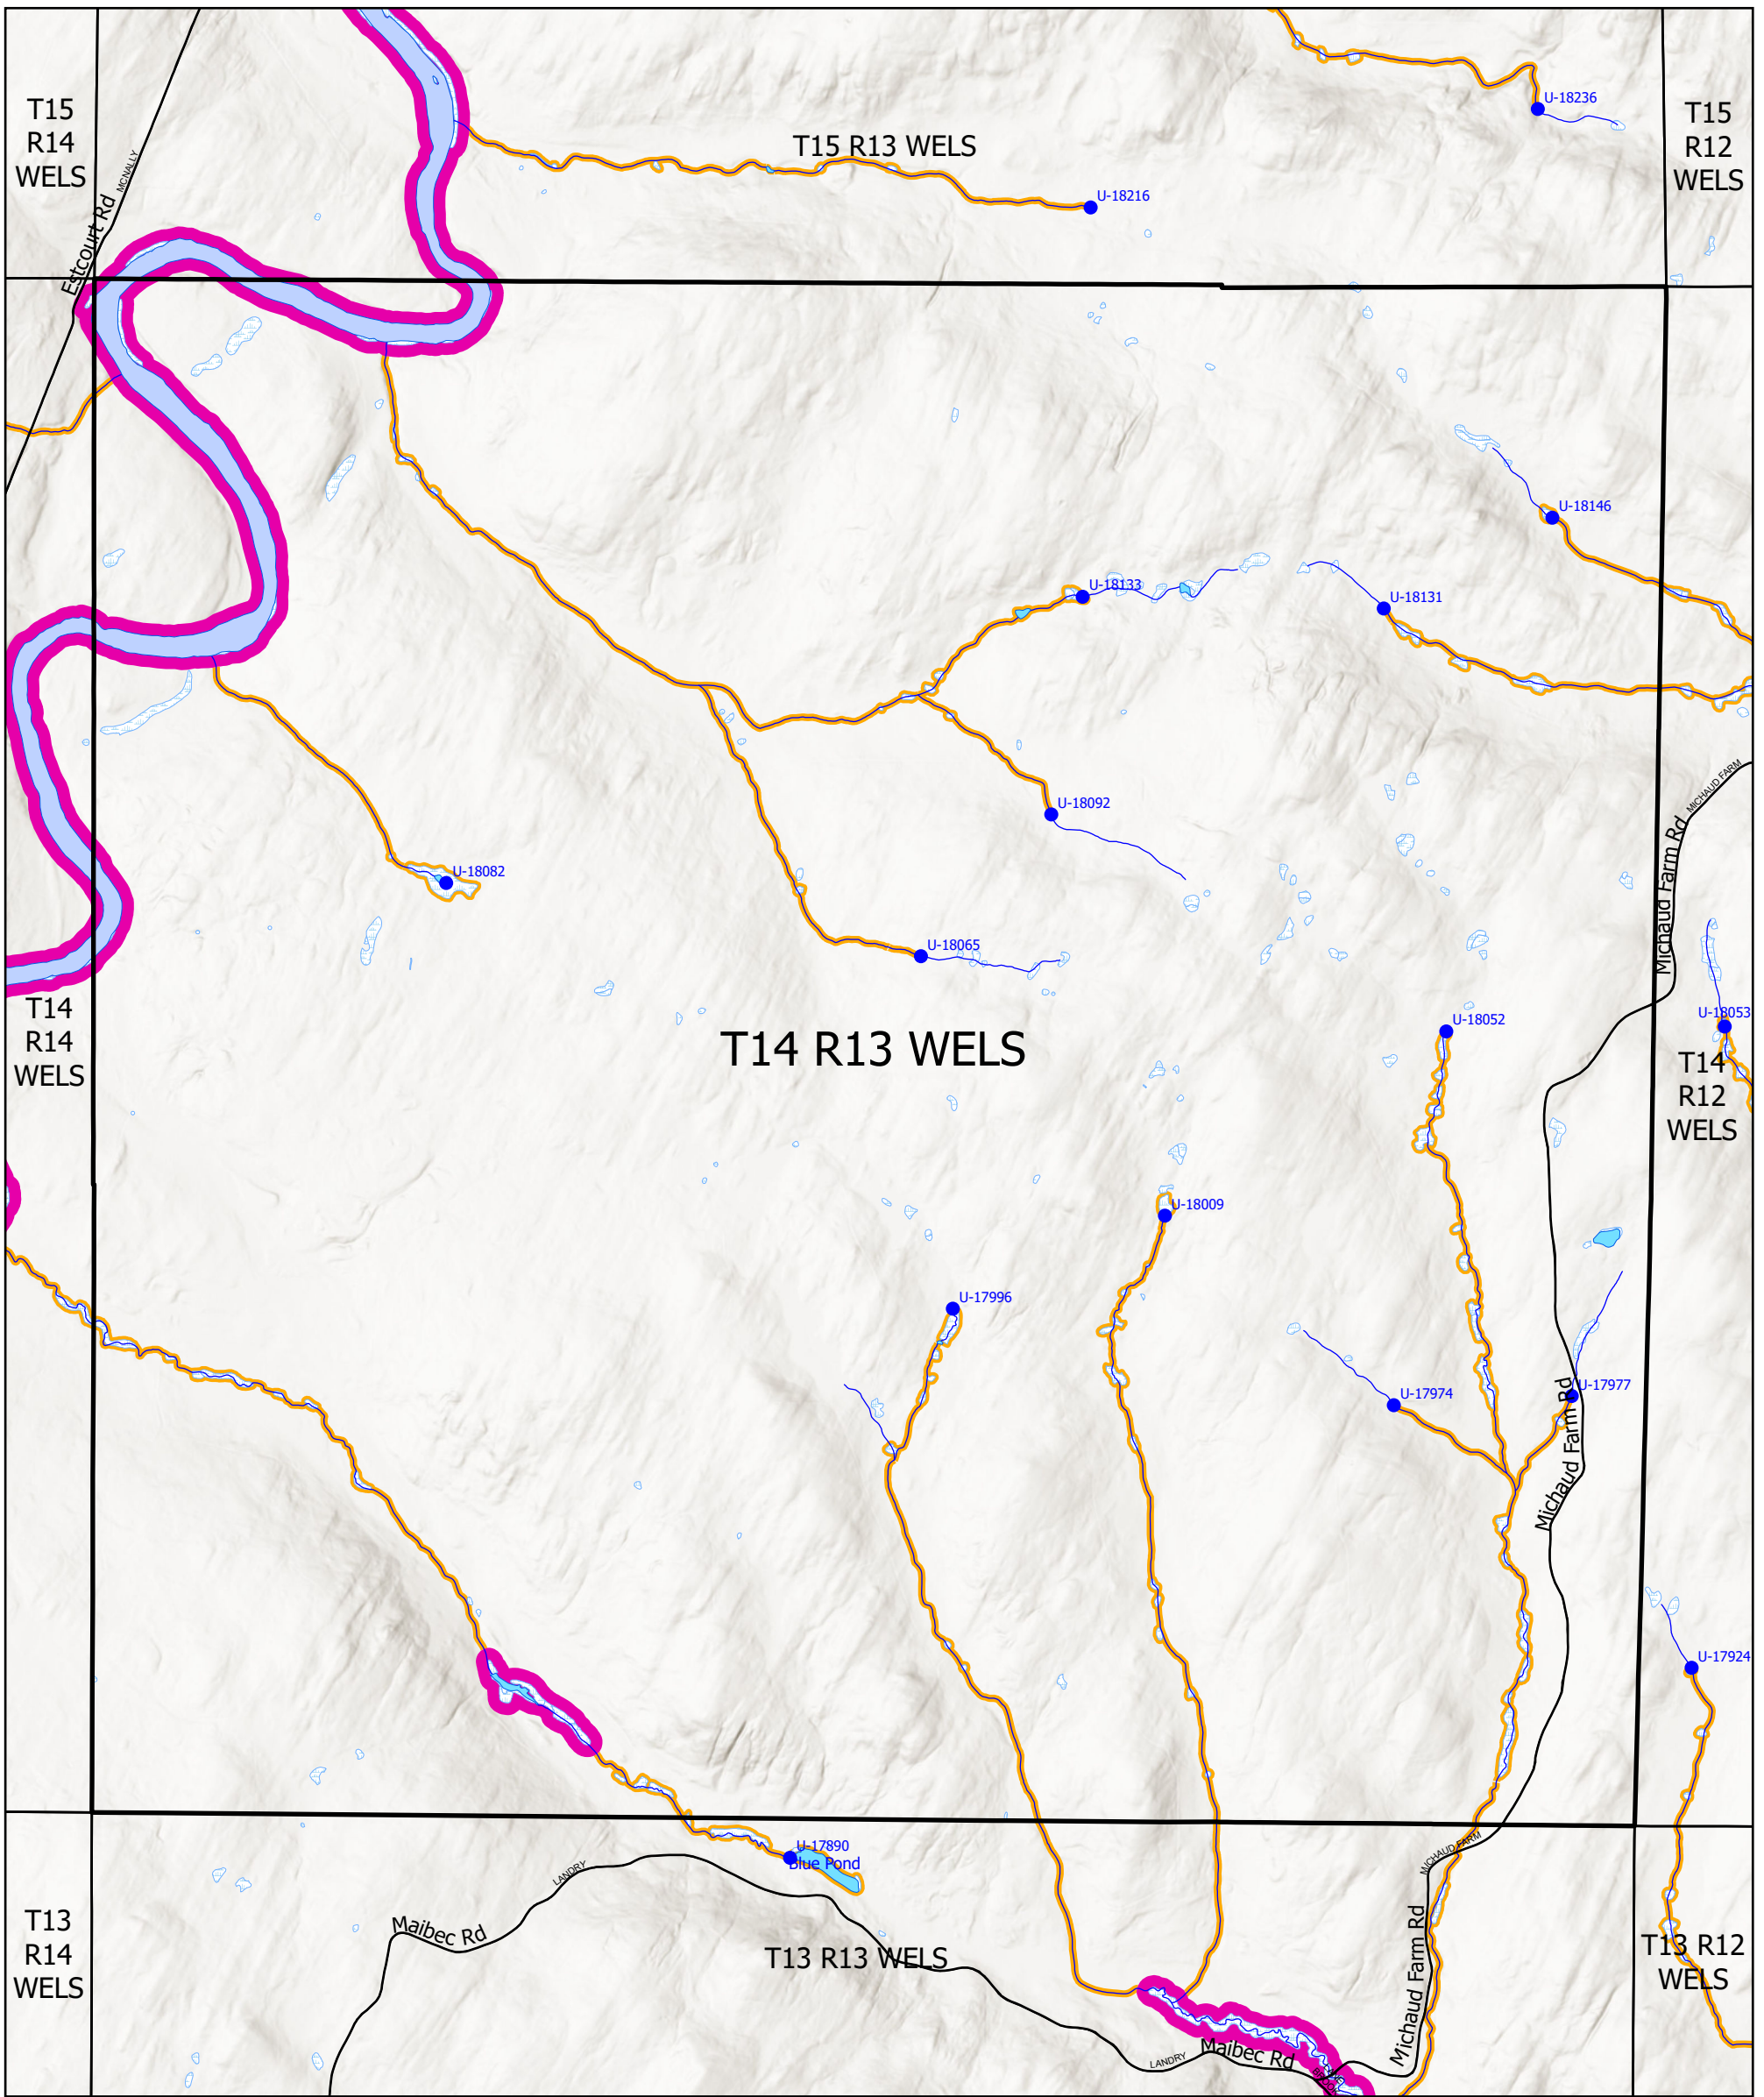 T15
R14
WELS
MCNALLY
Estcourt Rd
T15 R13 WELS
U-18236
T15
R12
WELS
U-18216
U-18146
U-18133
U-18131
MICHAUD FARM
Michaud Farm Rd
U-18092
U-18082
U-18065
T14
R14
WELS
T14 R13 WELS
U-18052
U-18053
T14
R12
WELS
U-18009
U-17996
U-17974
U-17977
Michaud Farm Rd
U-17924
U-17890
Blue Pond
MICHAUD FARM
LANDRY
Maibec Rd
T13
R14
WELS
T13 R13 WELS
Michaud Farm Rd
T13 R12
WELS
LANDRY
Maibec Rd